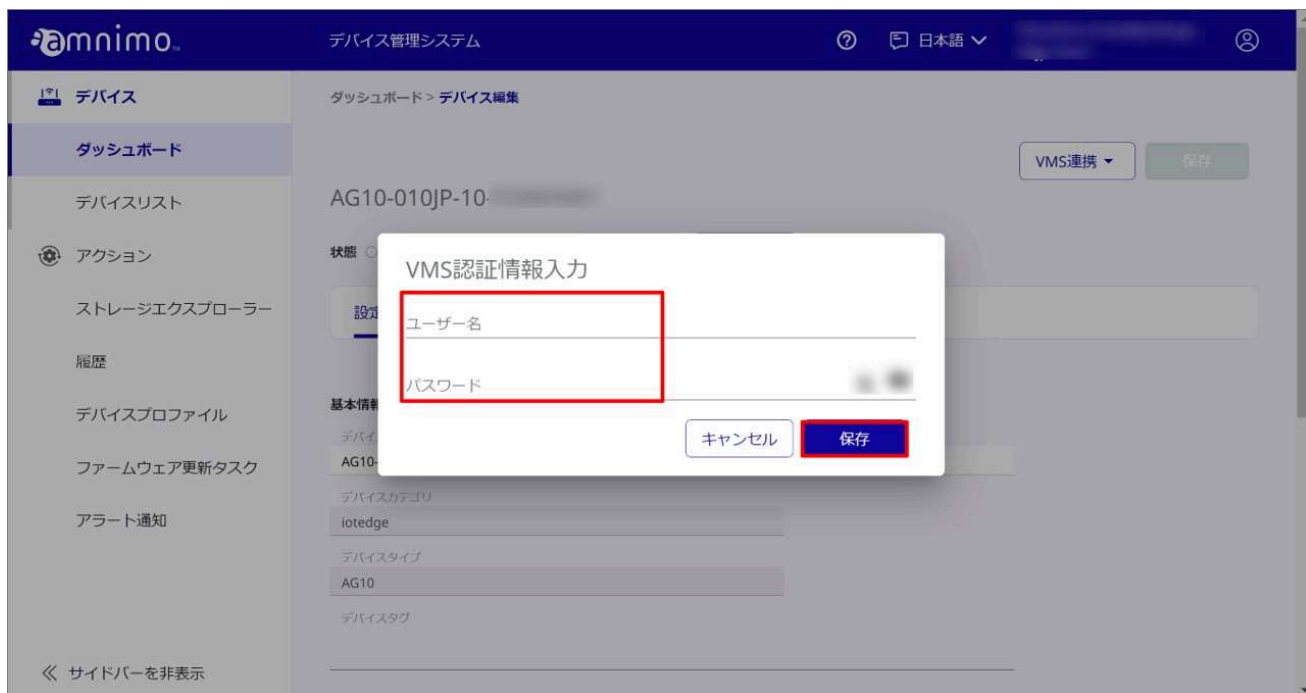 amnimo
デバイス管理システム
日本語
デバイス
ダッシュボード
デバイスリスト
アクション
ストレージエクスプローラー
履歴
デバイスプロファイル
ファームウェア更新タスク
アラート通知
サイドバーを非表示
ダッシュボード > デバイス編集
VMS連携
保存
AG10-010JP-10-
状態
設定
VMS認証情報入力
ユーザー名
パスワード
キャンセル
保存
基本情報
デバイ
AG10-
デバイスカテゴリ
iotedge
デバイスタイプ
AG10
デバイスタグ